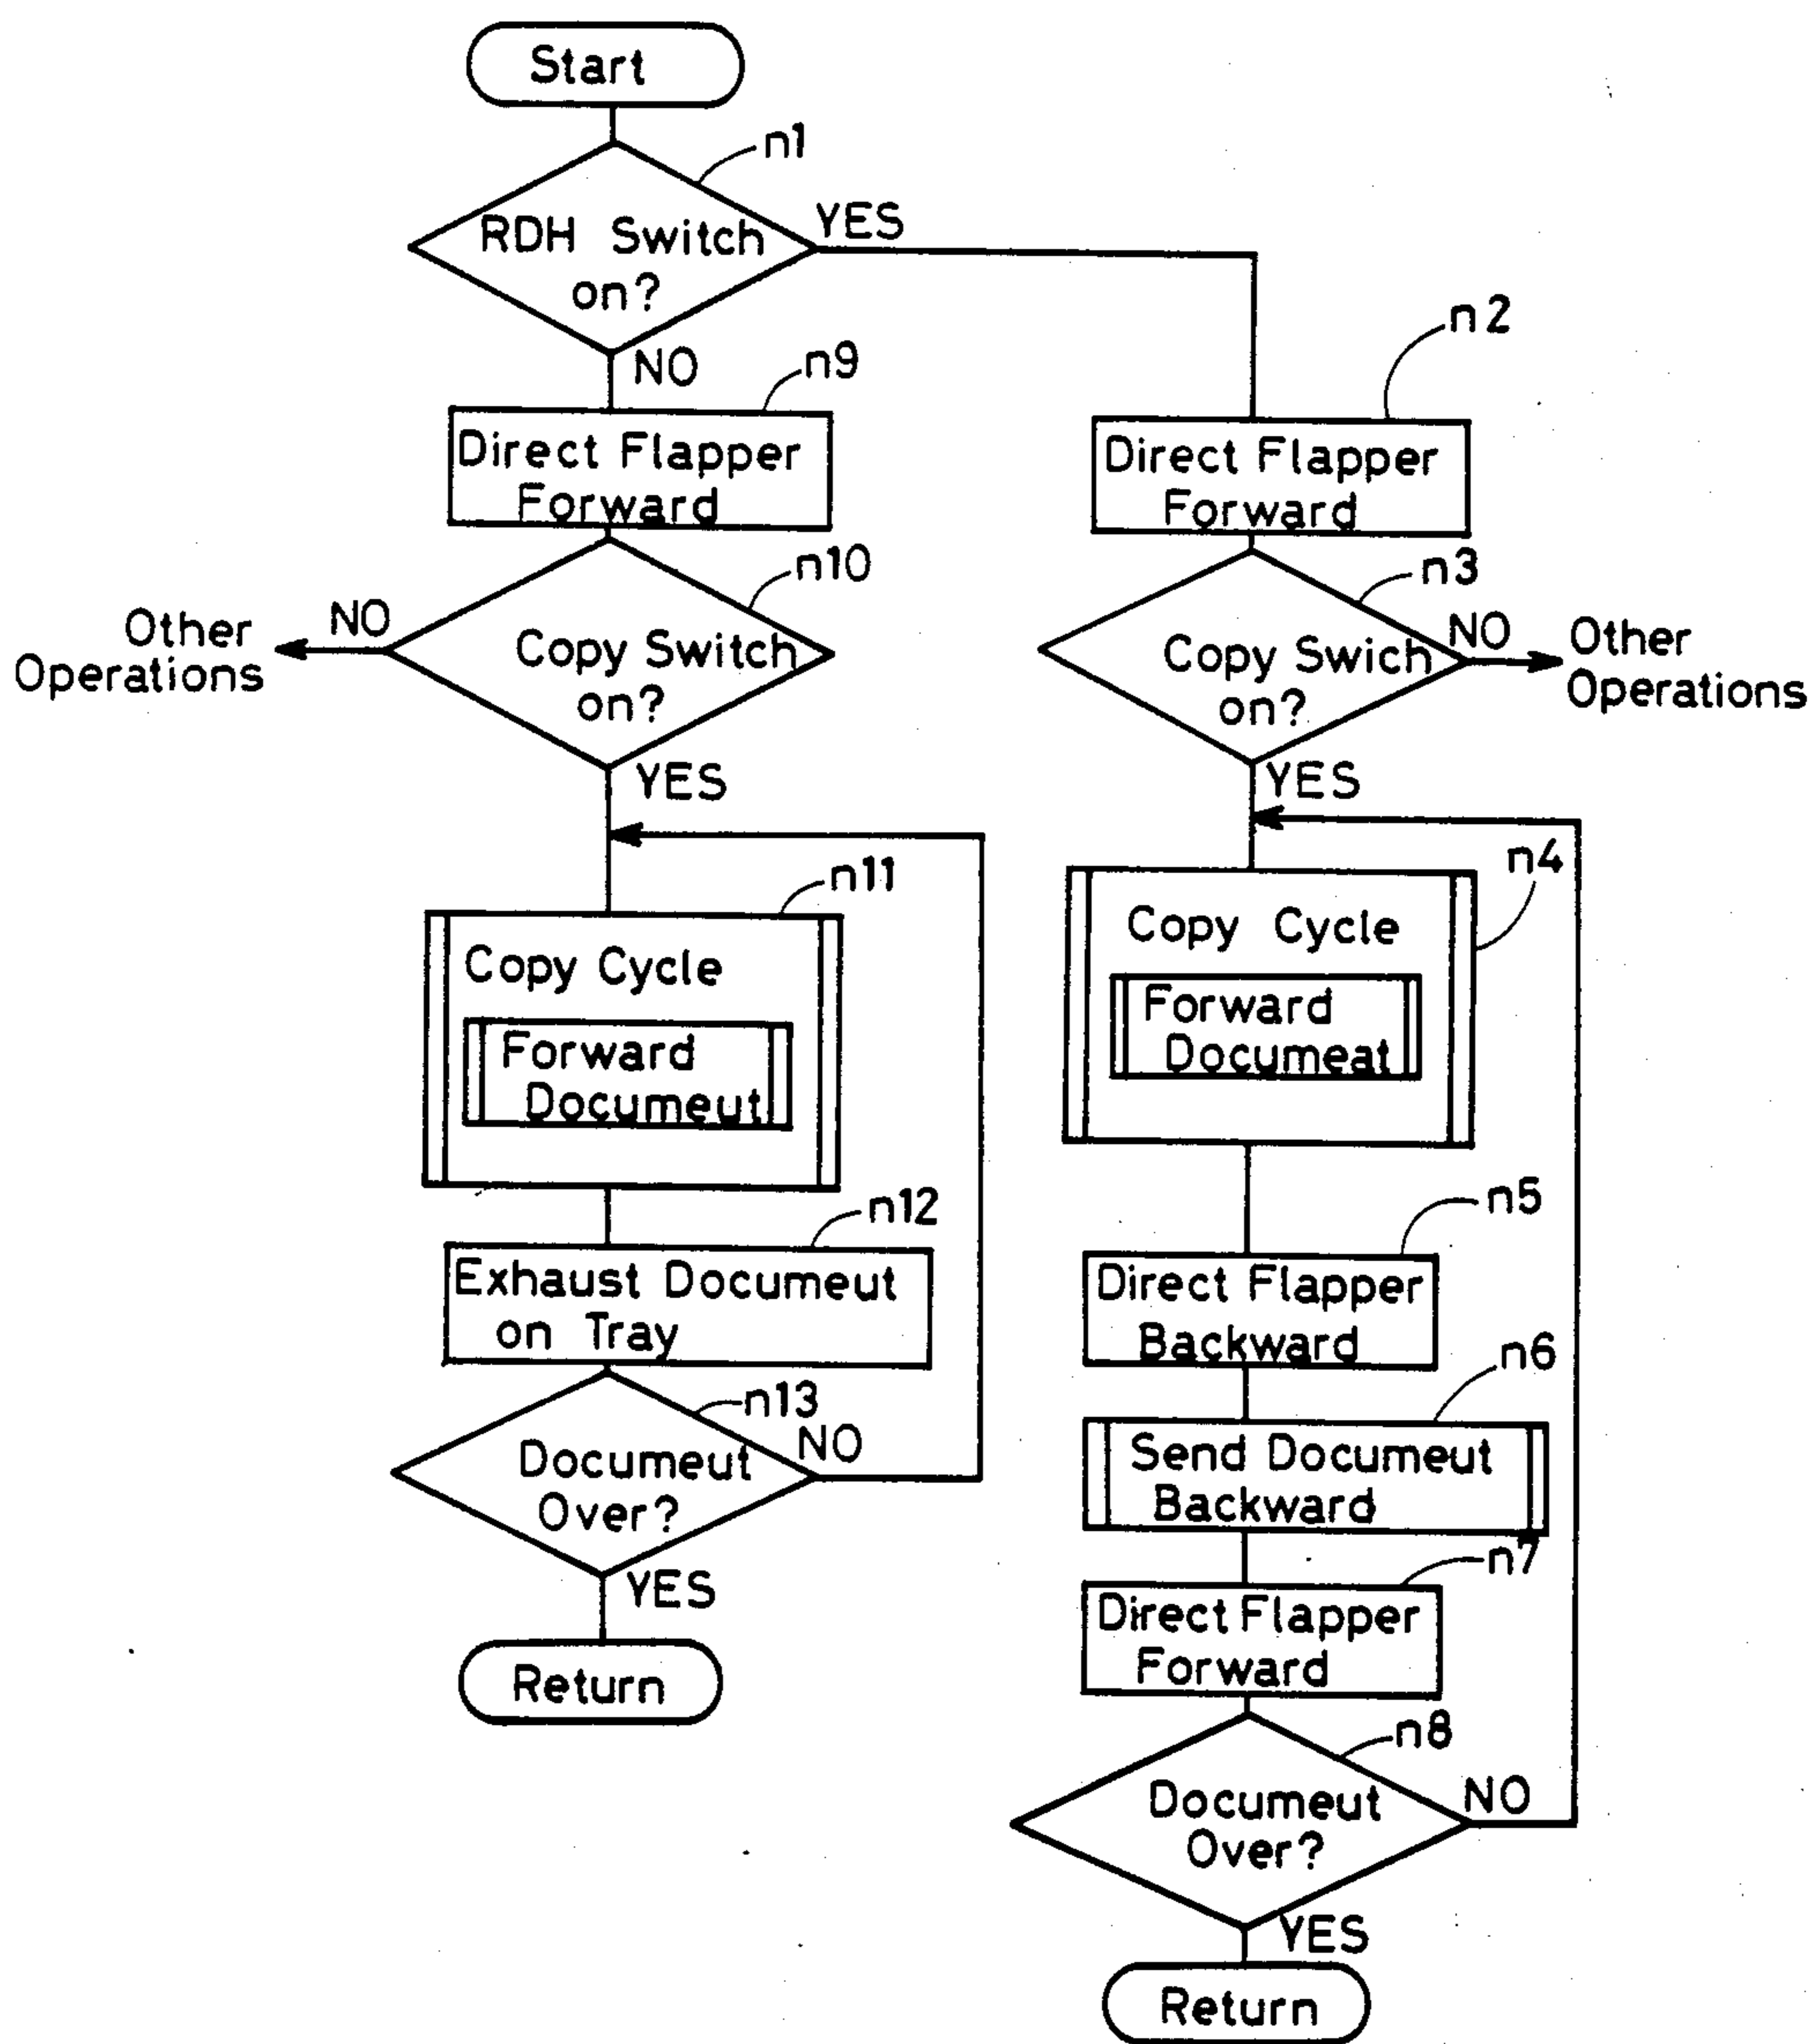 Start
n1
RDH Switch
on?
YES
NO
n9
Direct Flapper
Forward
n10
Copy Switch
on?
NO
Other
Operations
YES
n11
Copy Cycle
Forward
Documeut
n12
Exhaust Documeut
on Tray
n13
Documeut
Over?
NO
YES
Return
n2
Direct Flapper
Forward
n3
Copy Swich
on?
NO
Other
Operations
YES
n4
Copy Cycle
Forward
Documeat
n5
Direct Flapper
Backward
n6
Send Documeut
Backward
n7
Direct Flapper
Forward
n8
Documeut
Over?
NO
YES
Return